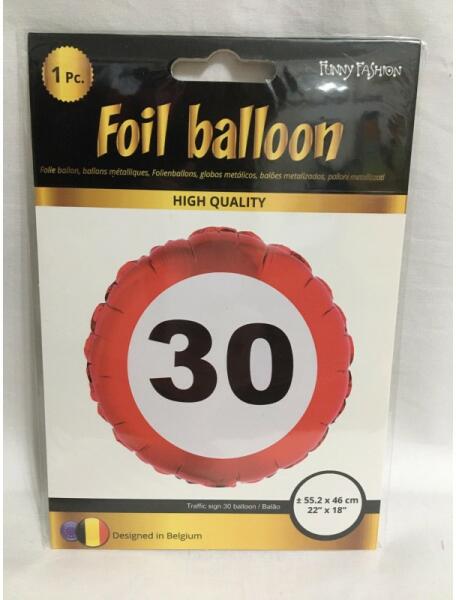 1 Pc.
FUNNY FASHION
Foil balloon
Folie ballon, ballons métalliques, Folienballons, globos metálicos, balões metalizados, palloni metallizzati
HIGH QUALITY
30
Traffic sign 30 balloon / Balão
± 55.2 x 46 cm
22" x 18"
Designed in Belgium